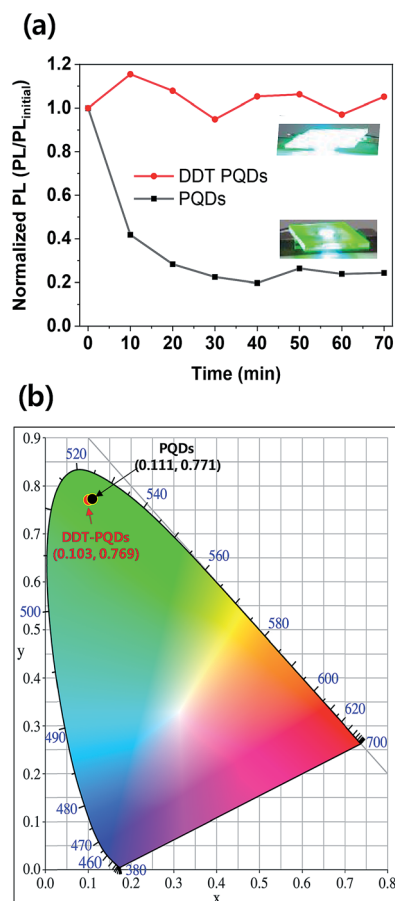 (a)
Normalized PL (PL/PLinitial)
1.2
1.0
0.8
0.6
0.4
0.2
0.0
DDT PQDs
PQDs
0 10 20 30 40 50 60 70
Time (min)
(b)
0.9
0.8
0.7
0.6
0.5
y
0.4
0.3
0.2
0.1
0.0
520
PQDs
(0.111, 0.771)
540
DDT-PQDs
(0.103, 0.769)
560
500
580
600
620
490
700
480
470
460
380
0.0 0.1 0.2 0.3 0.4 0.5 0.6 0.7 0.8
x